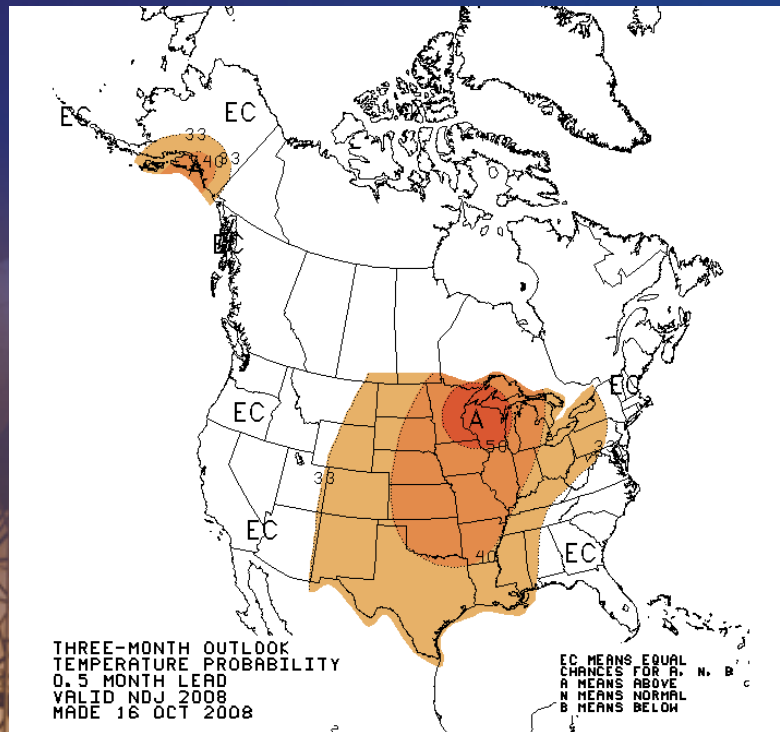 EC
EC
33
A
40
33
EC
EC
EC
A
50
33
3
EC
40
EC
THREE-MONTH OUTLOOK
TEMPERATURE PROBABILITY
0.5 MONTH LEAD
VALID NDJ 2008
MADE 16 OCT 2008
EC MEANS EQUAL
CHANCES FOR A, N, B
A MEANS ABOVE
N MEANS NORMAL
B MEANS BELOW